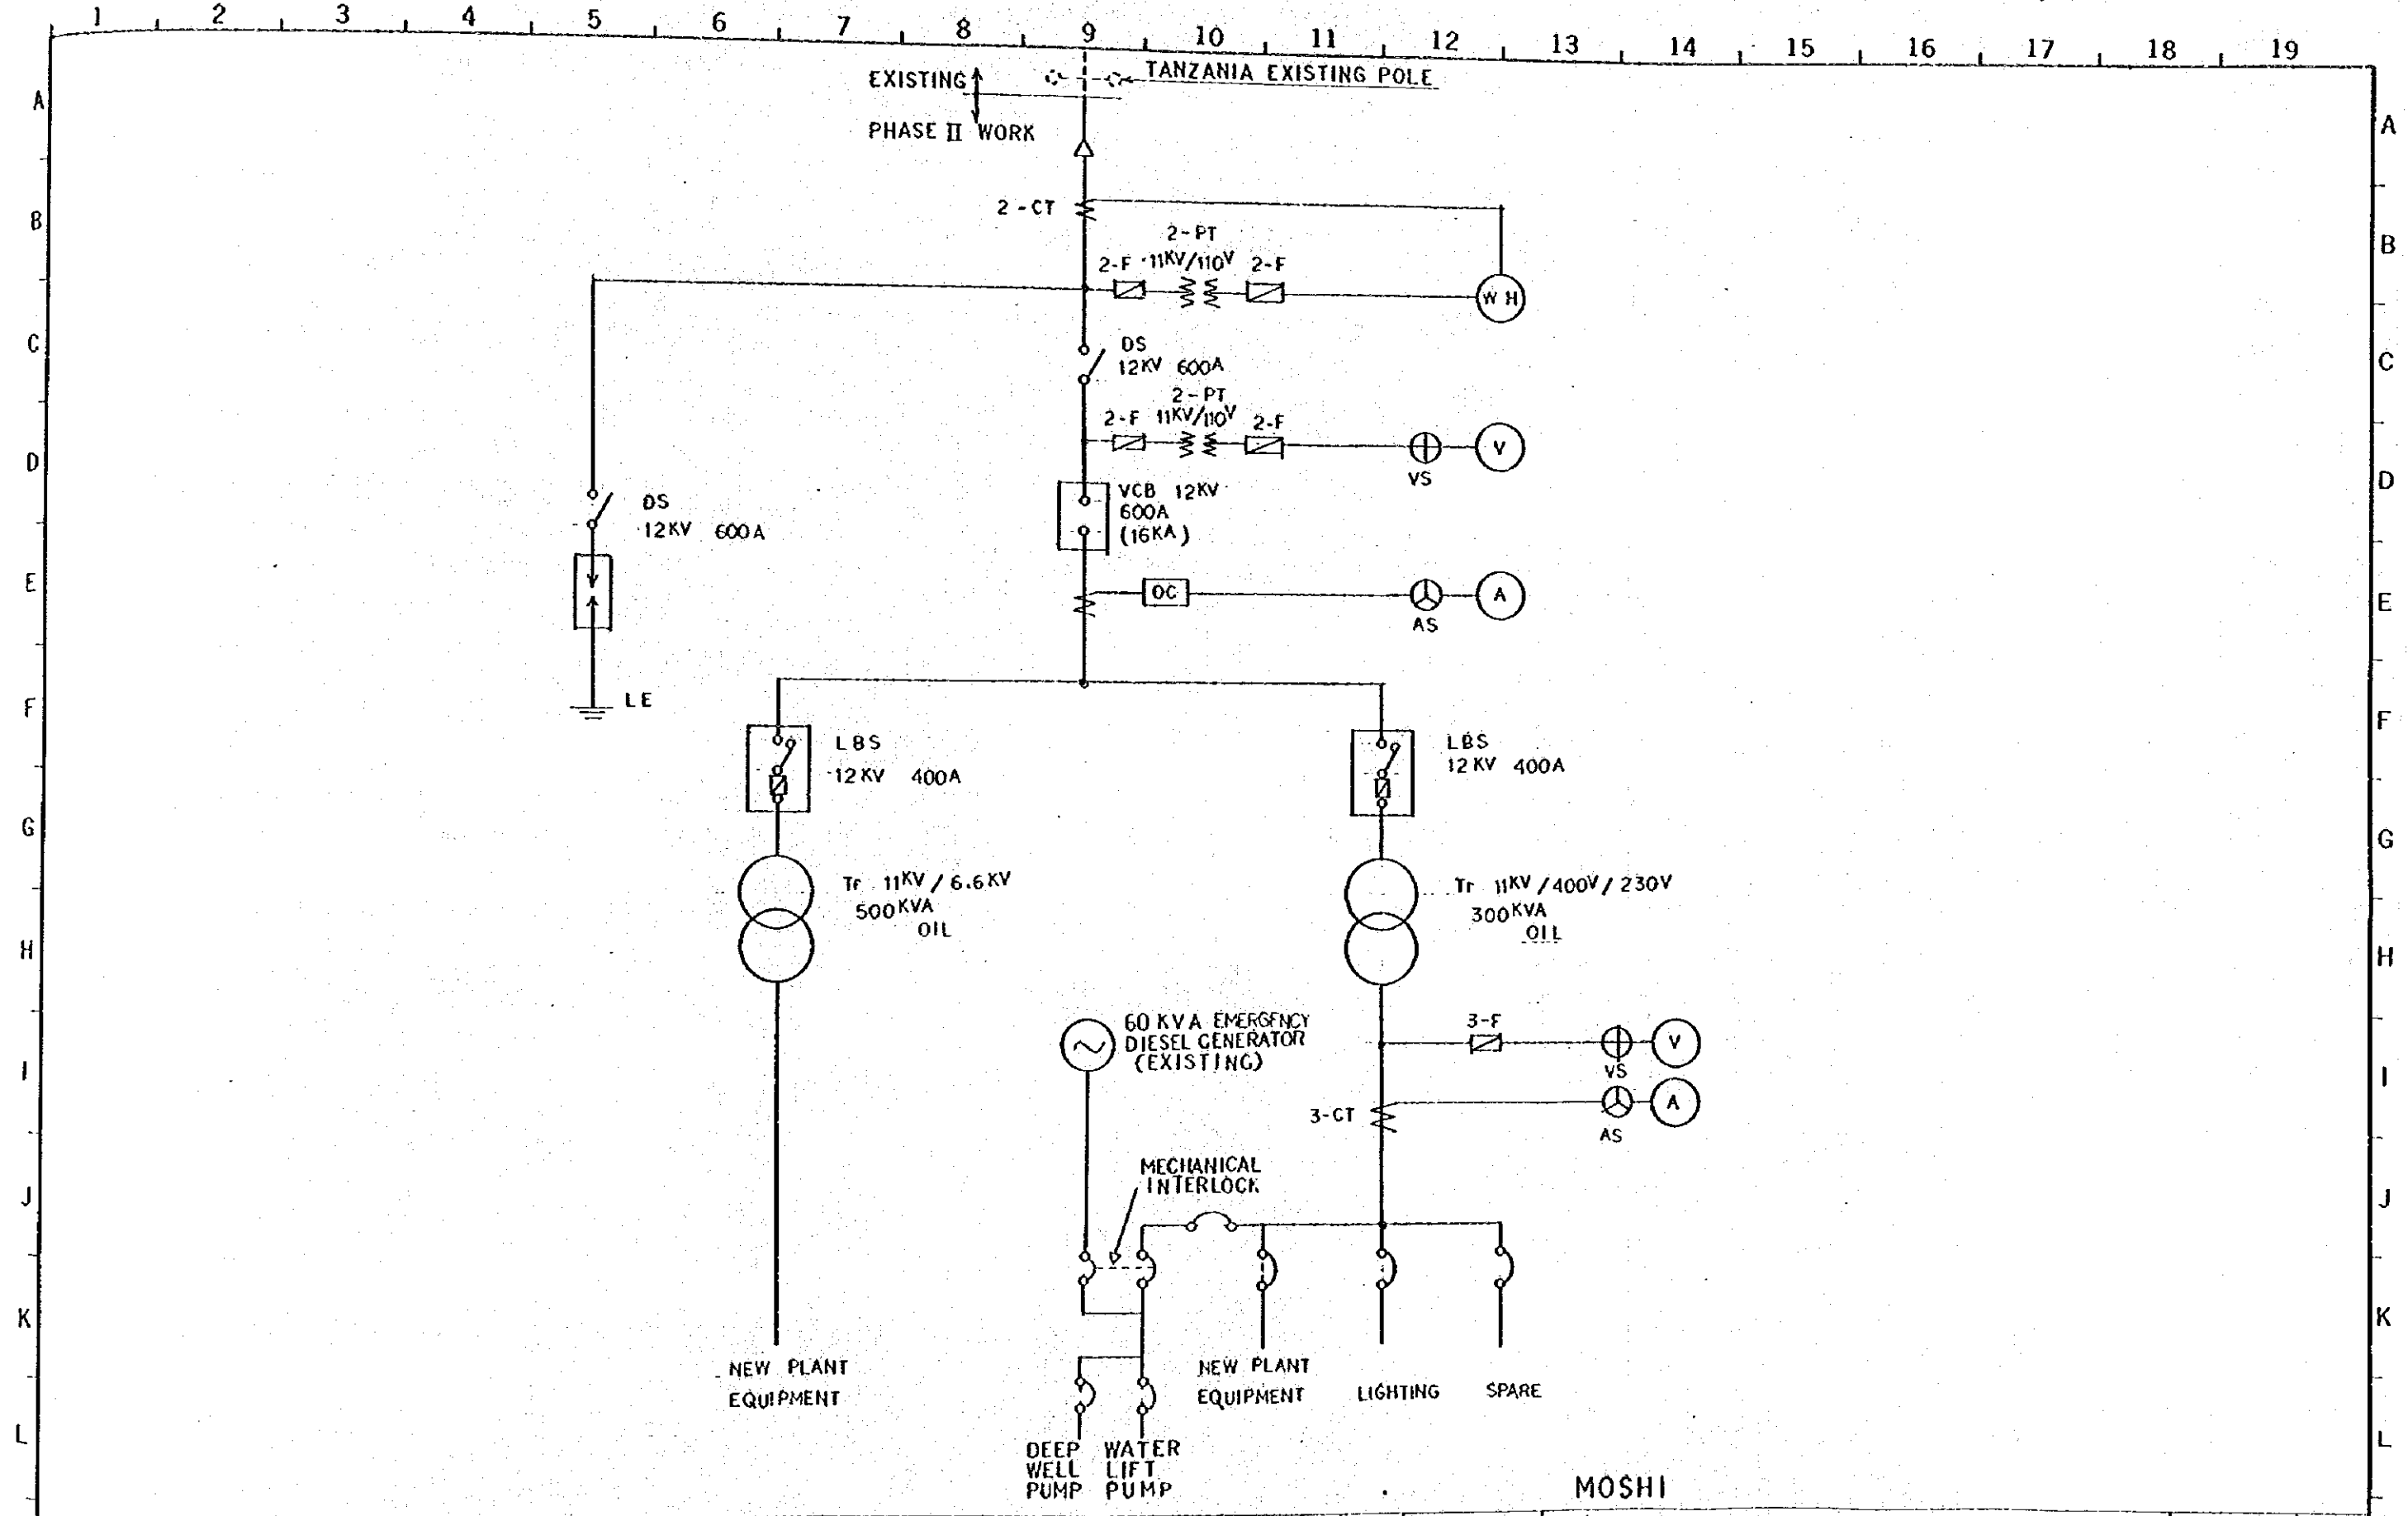 1 2 3 4 5 6 7 8 9 10 11 12 13 14 15 16 17 18 19
EXISTING
TANZANIA EXISTING POLE
A
A
PHASE II WORK
2-CT
B
B
2-PT
2-F 11KV/110V 2-F
WH
C
C
DS
12KV 600A
2-PT
2-F 11KV/110V 2-F
V
VS
D
D
VCB 12KV
600A
(16KA)
DS
12KV 600A
E
E
OC
A
AS
LE
F
F
LBS
12KV 400A
LBS
12KV 400A
G
G
Tr 11KV/6.6KV
500KVA
OIL
Tr 11KV/400V/230V
300KVA
OIL
H
H
60 KVA EMERGENCY
DIESEL GENERATOR
(EXISTING)
3-F
V
VS
I
I
3-CT
A
AS
MECHANICAL
INTERLOCK
J
J
K
K
NEW PLANT
EQUIPMENT
NEW PLANT
EQUIPMENT
LIGHTING
SPARE
L
L
DEEP
WELL
PUMP
WATER
LIFT
PUMP
MOSHI